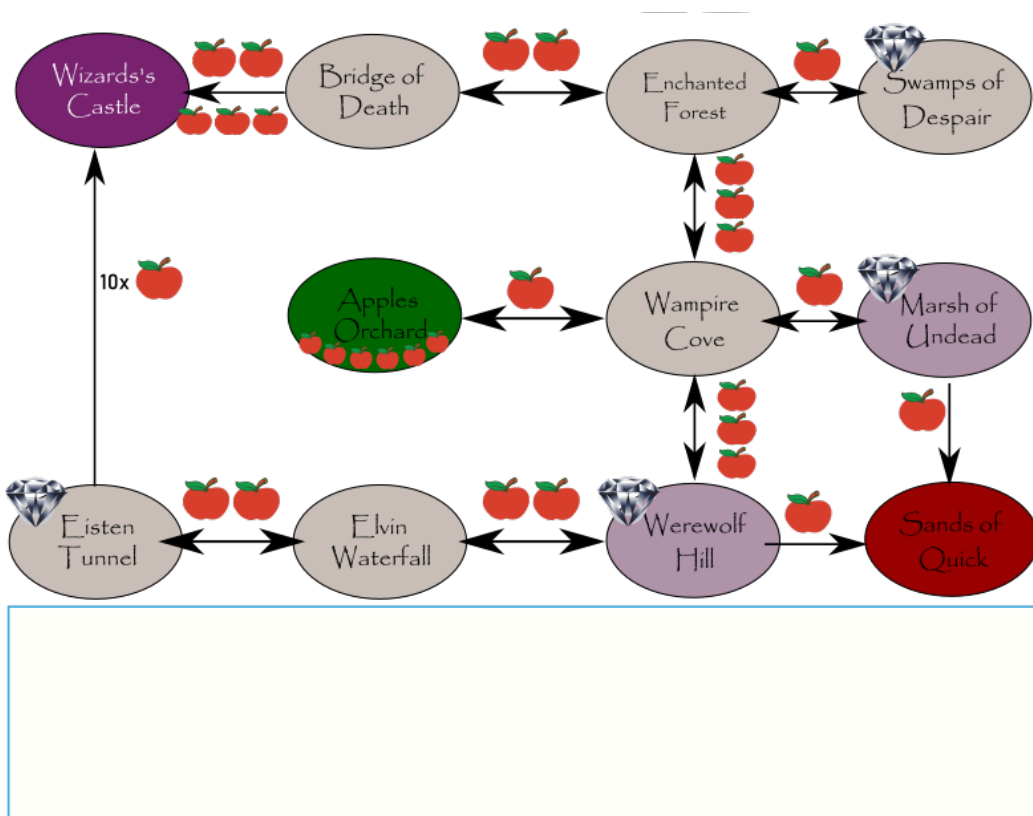 Wizards's
Castle
Bridge of
Death
Enchanted
Forest
Swamps of
Despair
10x
Apples
Orchard
Wampire
Cove
Marsh of
Undead
Eisten
Tunnel
Elvin
Waterfall
Werewolf
Hill
Sands of
Quick